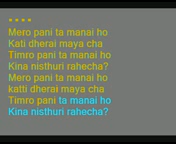 * * * *
Mero pani ta manai ho
Kati dherai maya cha
Timro pani ta manai ho
Kina nisthuri rahecha?
Mero pani ta manai ho
katti dherai maya cha
Timro pani ta manai ho
Kina nisthuri rahecha?